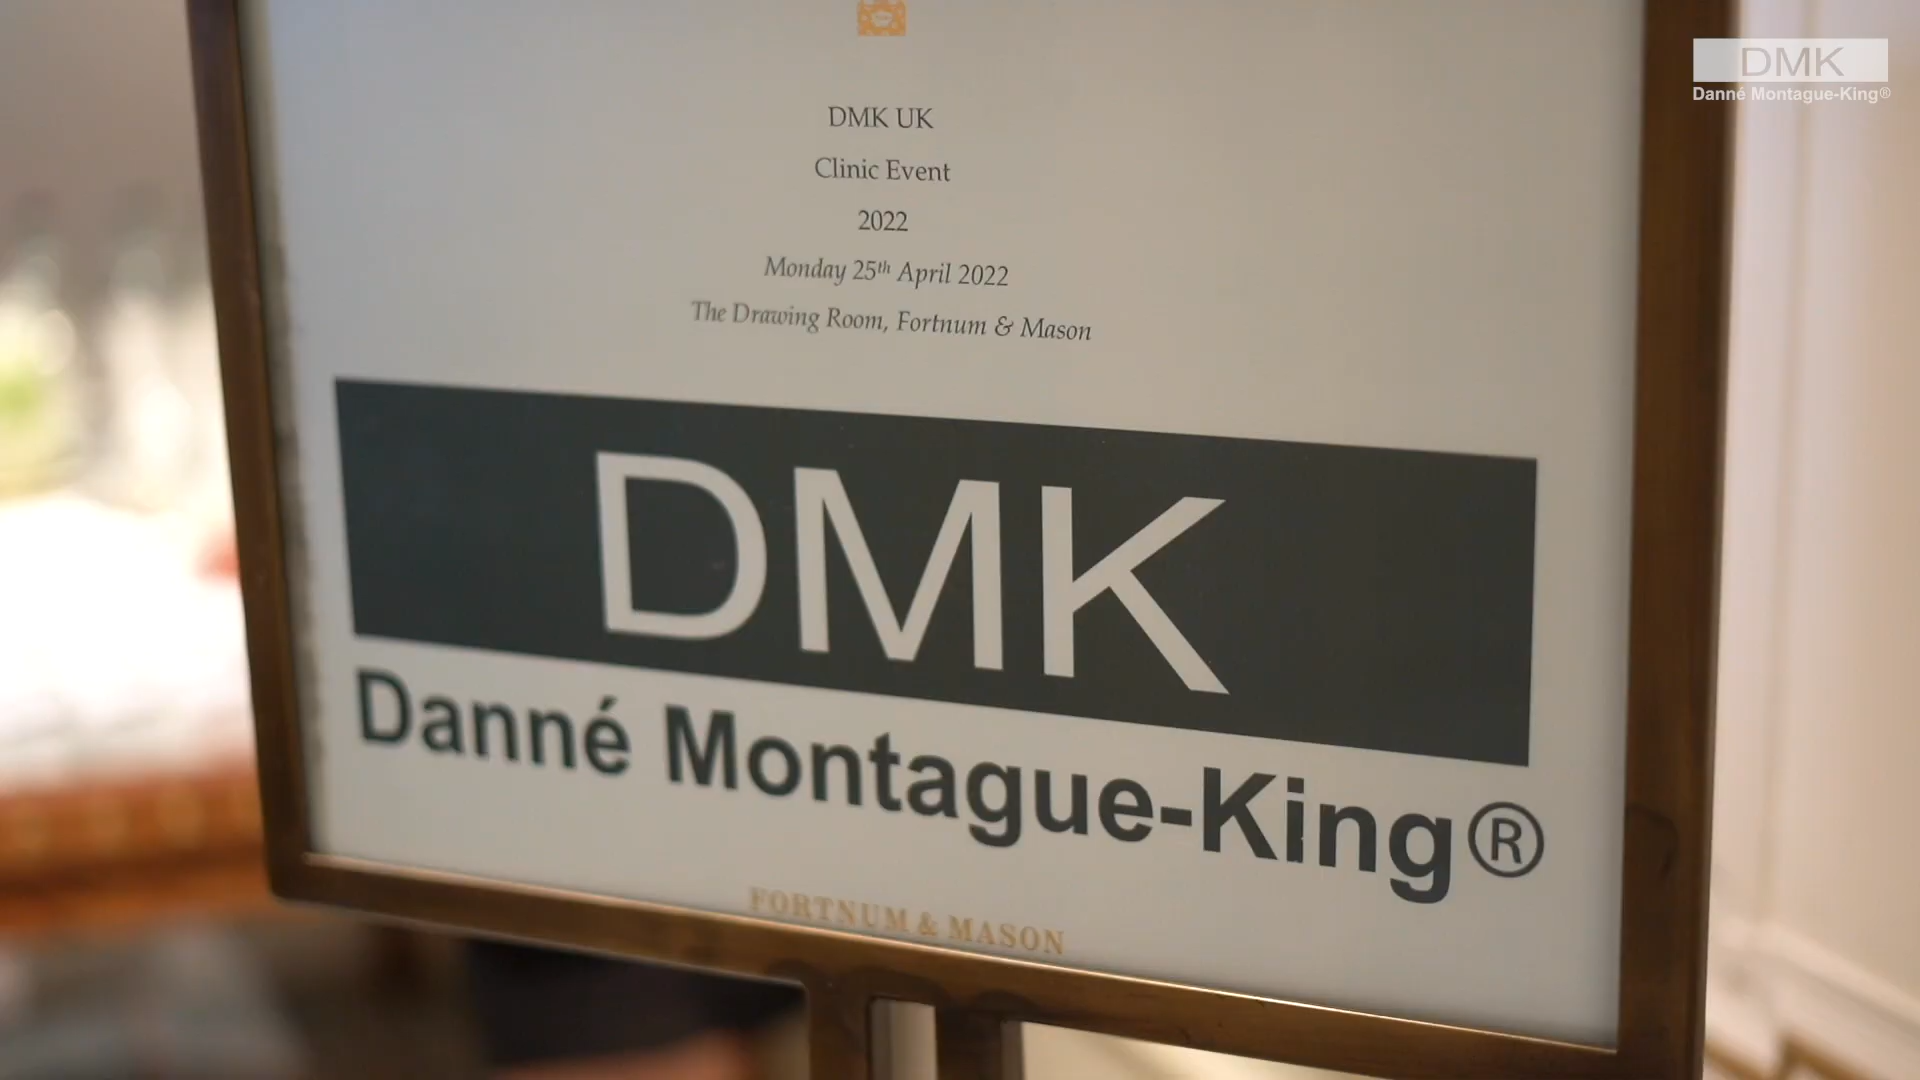 DMK
Danné Montague-King®
DMK UK
Clinic Event
2022
Monday 25th April 2022
The Drawing Room, Fortnum & Mason
DMK
Danné Montague-King®
FORTNUM & MASON